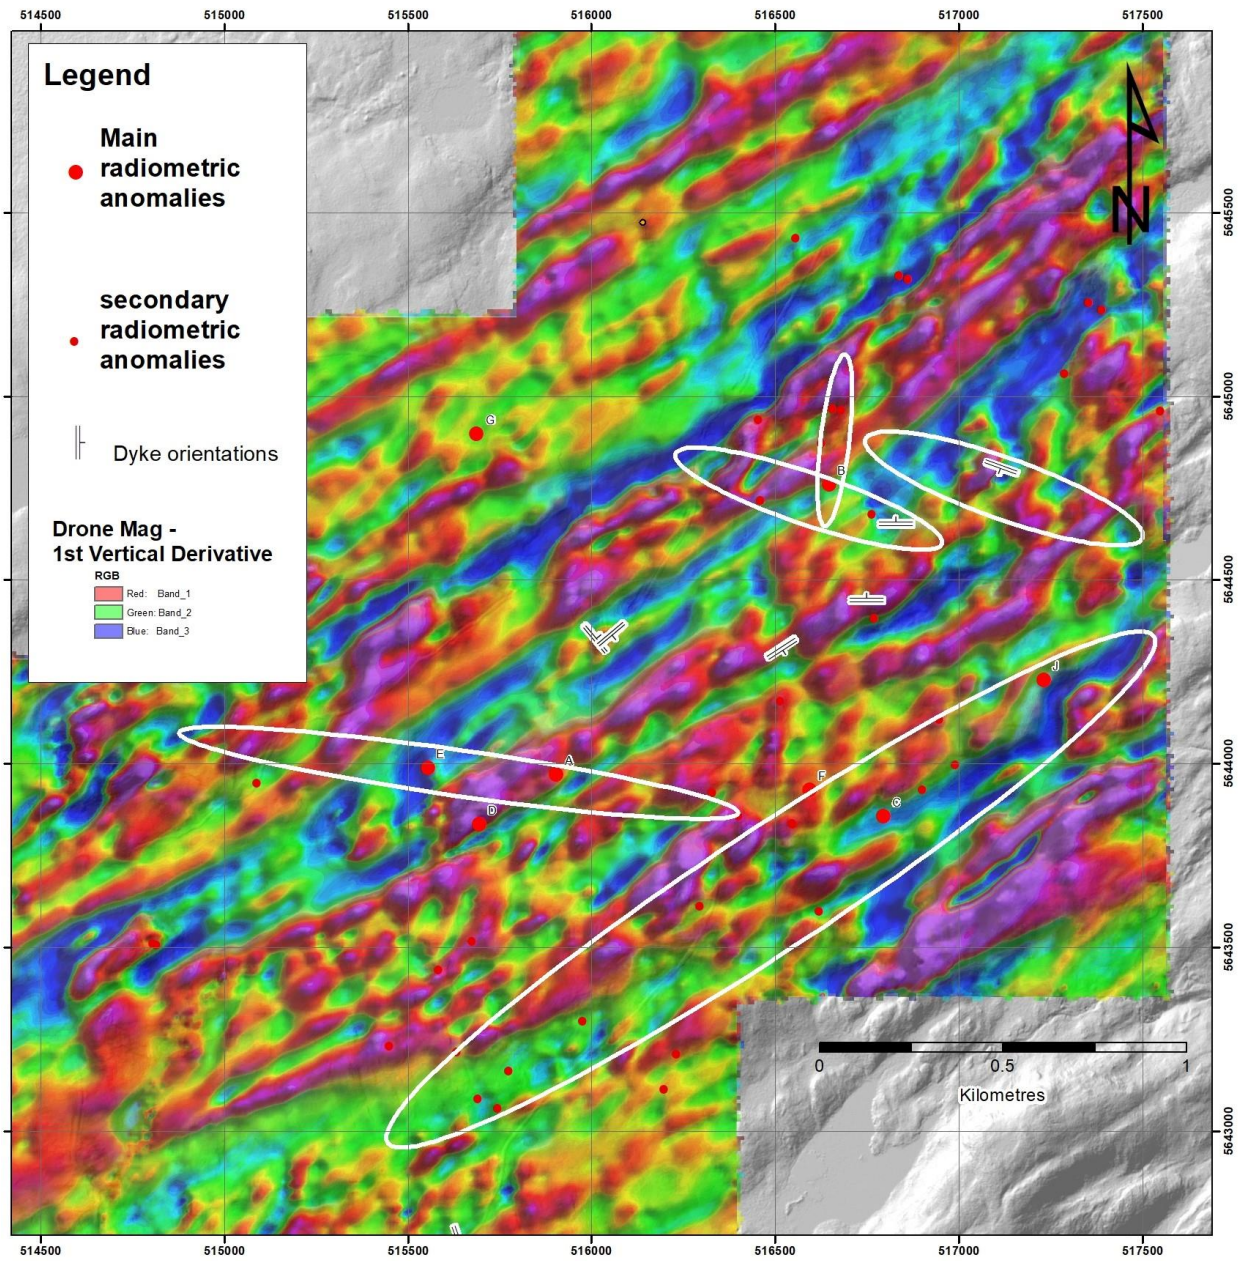 514500 515000 515500 516000 516500 517000 517500
Legend
Main
radiometric
anomalies
secondary
radiometric
anomalies
Dyke orientations
Drone Mag -
1st Vertical Derivative
RGB
Red: Band_1
Green: Band_2
Blue: Band_3
N
5645500
5645000
5644500
5644000
5643500
5643000
G
B
J
E
A
F
D
C
0 0.5 1
Kilometres
514500 515000 515500 516000 516500 517000 517500